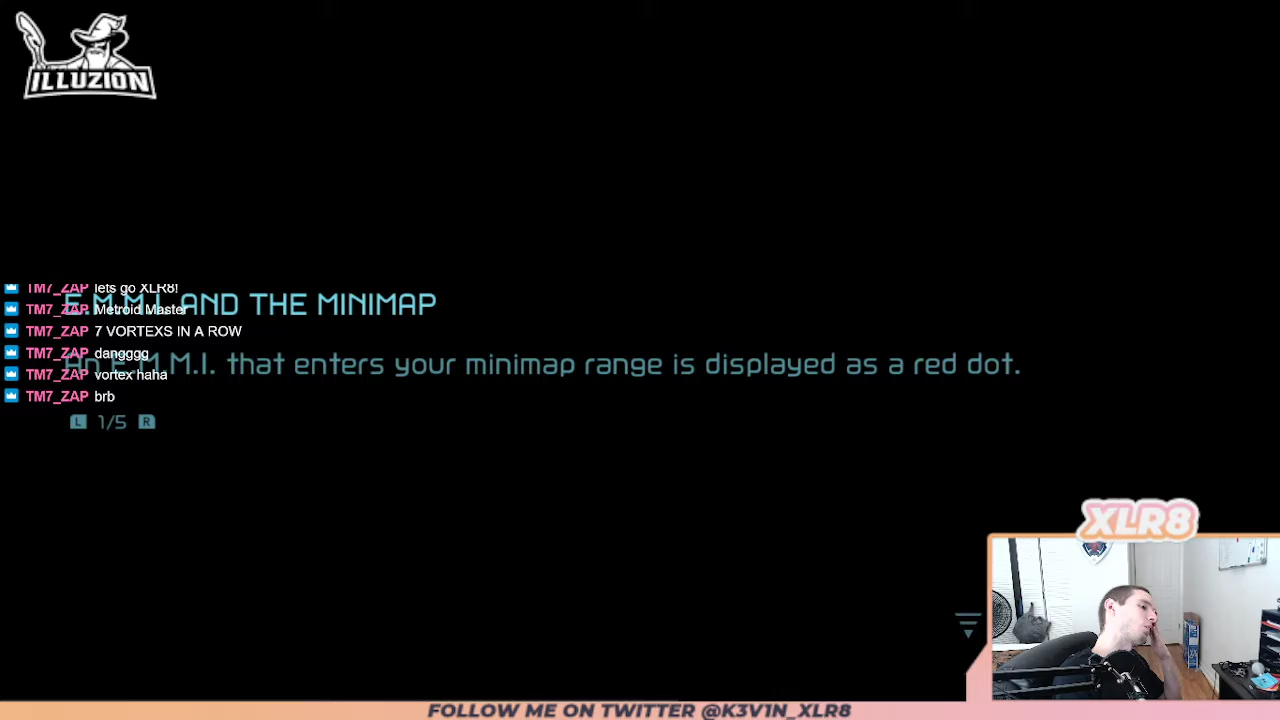 ILLUZION
TM7_ZAP lets go XLR8!
E.M.M.I. AND THE MINIMAP
TM7_ZAP Metroid Master
TM7_ZAP 7 VORTEXS IN A ROW
TM7_ZAP dangggg
An E.M.M.I. that enters your minimap range is displayed as a red dot.
TM7_ZAP vortex haha
TM7_ZAP brb
L 1/5 R
XLR8
FOLLOW ME ON TWITTER @K3V1N_XLR8